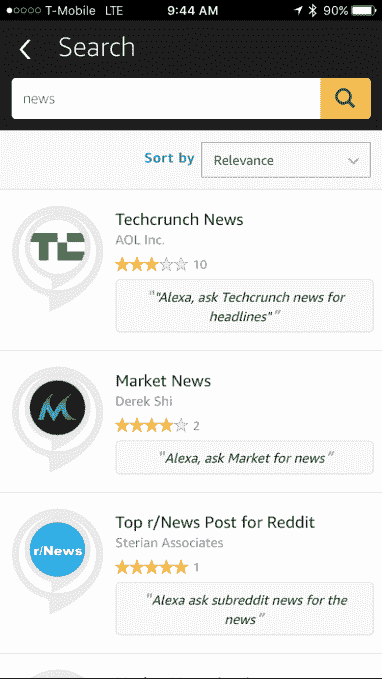 T-Mobile LTE 9:44 AM 90%
Search
news
Sort by Relevance
Techcrunch News
TC
AOL Inc.
10
""Alexa, ask Techcrunch news for
headlines""
Market News
M
Derek Shi
2
"Alexa, ask Market for news"
Top r/News Post for Reddit
r/News
Sterian Associates
1
"Alexa ask subreddit news for the
news"